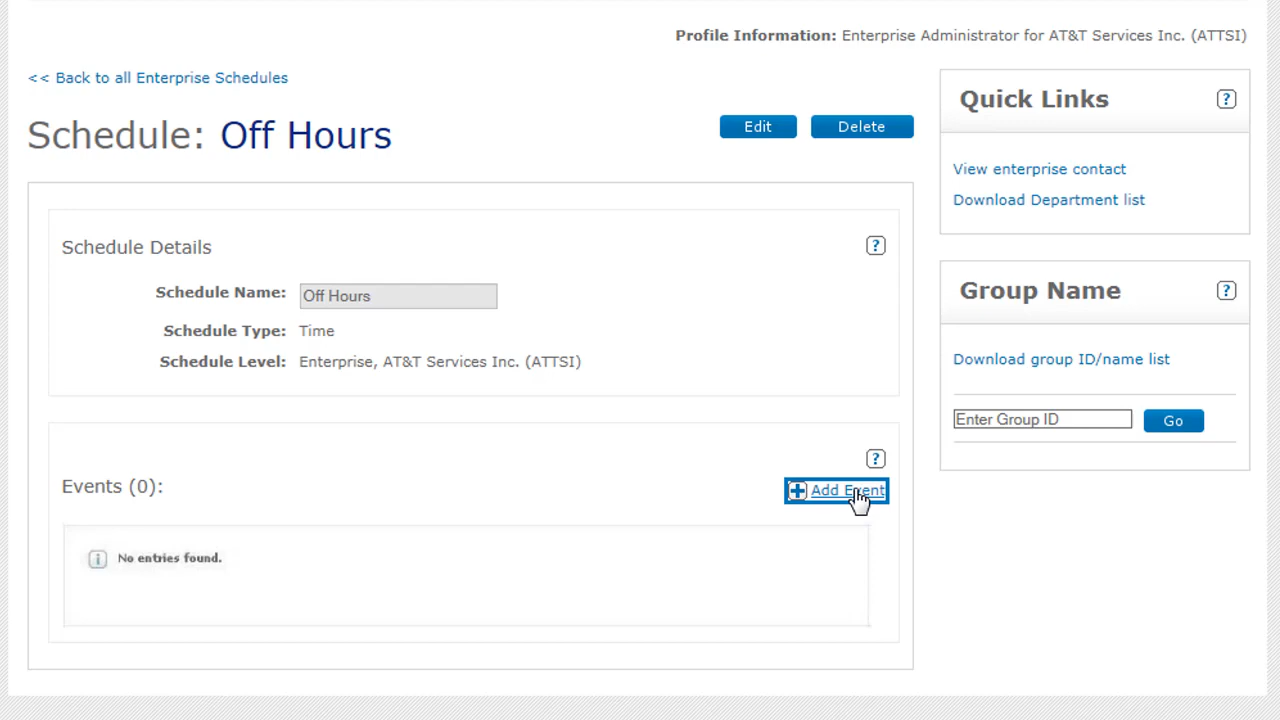 Profile Information: Enterprise Administrator for AT&T Services Inc. (ATTSI)
<< Back to all Enterprise Schedules
Schedule: Off Hours
Edit
Delete
Schedule Details
?
Schedule Name: Off Hours
Schedule Type: Time
Schedule Level: Enterprise, AT&T Services Inc. (ATTSI)
?
Events (0):
Add Event
No entries found.
Quick Links
?
View enterprise contact
Download Department list
Group Name
?
Download group ID/name list
Enter Group ID
Go